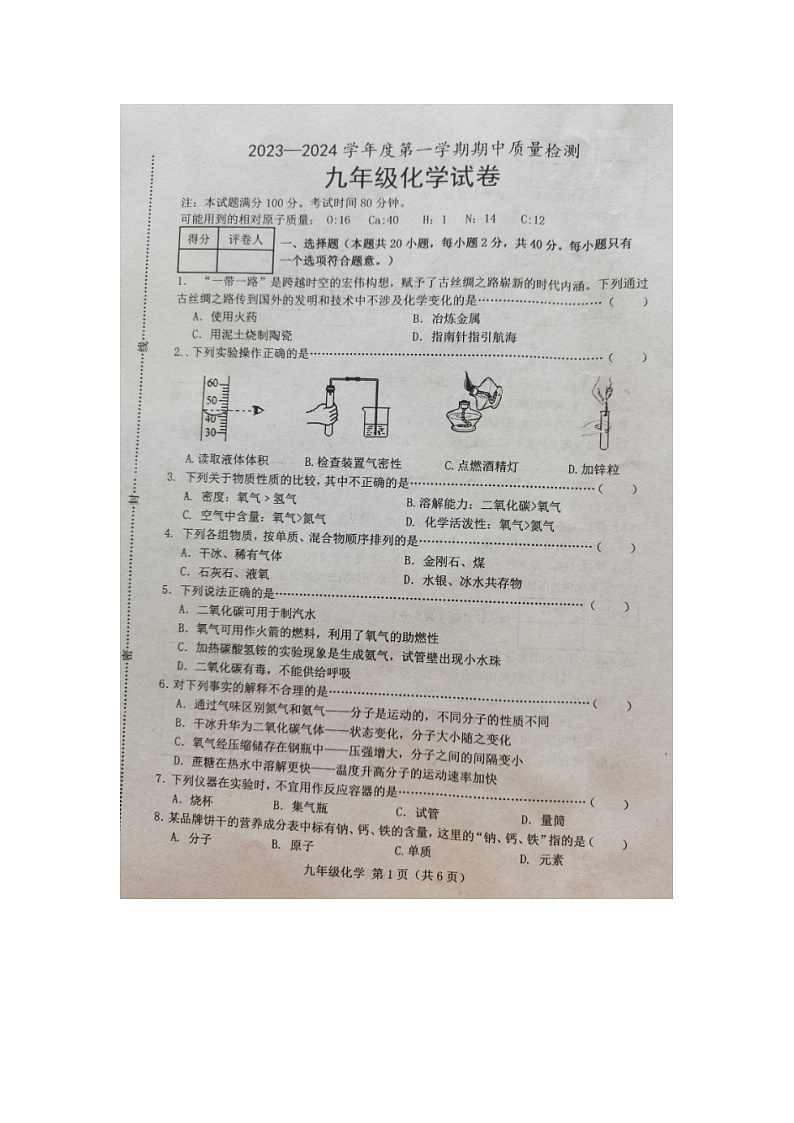 2023—2024 学年度第一学期期中质量检测
九年级化学试卷
注：本试题满分 100 分。考试时间 80 分钟。
可能用到的相对原子质量： O:16 Ca:40 H：1 N：14 C:12
得分 评卷人
一、选择题（本题共 20 小题，每小题 2 分，共 40 分。每小题只有
一个选项符合题意。）
1. “一带一路”是跨越时空的宏伟构想，赋予了古丝绸之路崭新的时代内涵。下列通过
古丝绸之路传到国外的发明和技术中不涉及化学变化的是…………………………（ ）
A. 使用火药 B. 冶炼金属
C. 用泥土烧制陶瓷 D. 指南针指引航海
2. . 下列实验操作正确的是……………………………………………………………（ ）
60
50
40
30
A.读取液体体积 B.检查装置气密性 C.点燃酒精灯 D.加锌粒
3. 下列关于物质性质的比较，其中不正确的是………………………………………（ ）
A. 密度：氧气＞氢气 B.溶解能力：二氧化碳>氧气
C. 空气中含量：氧气>氮气 D. 化学活泼性：氧气>氮气
4. 下列各组物质，按单质、混合物顺序排列的是……………………………………（ ）
A. 干冰、稀有气体 B. 金刚石、煤
C. 石灰石、液氧 D. 水银、冰水共存物
5. 下列说法正确的是…………………………………………………………………（ ）
A. 二氧化碳可用于制汽水
B. 氧气可用作火箭的燃料，利用了氧气的助燃性
C. 加热碳酸氢铵的实验现象是生成氨气，试管壁出现小水珠
D. 二氧化碳有毒，不能供给呼吸
6. 对下列事实的解释不合理的是………………………………………………………（ ）
A. 通过气味区别氮气和氨气——分子是运动的，不同分子的性质不同
B. 干冰升华为二氧化碳气体——状态变化，分子大小随之变化
C. 氧气经压缩储存在钢瓶中——压强增大，分子之间的间隔变小
D. 蔗糖在热水中溶解更快——温度升高分子的运动速率加快
7. 下列仪器在实验时，不宜用作反应容器的是………………………………………（ ）
A. 烧杯 B. 集气瓶 C. 试管 D. 量筒
8. 某品牌饼干的营养成分表中标有钠、钙、铁的含量，这里的“钠、钙、铁”指的是（ ）
A. 分子 B. 原子 C.单质 D. 元素
九年级化学 第 1 页（共 6 页）
线
封
密